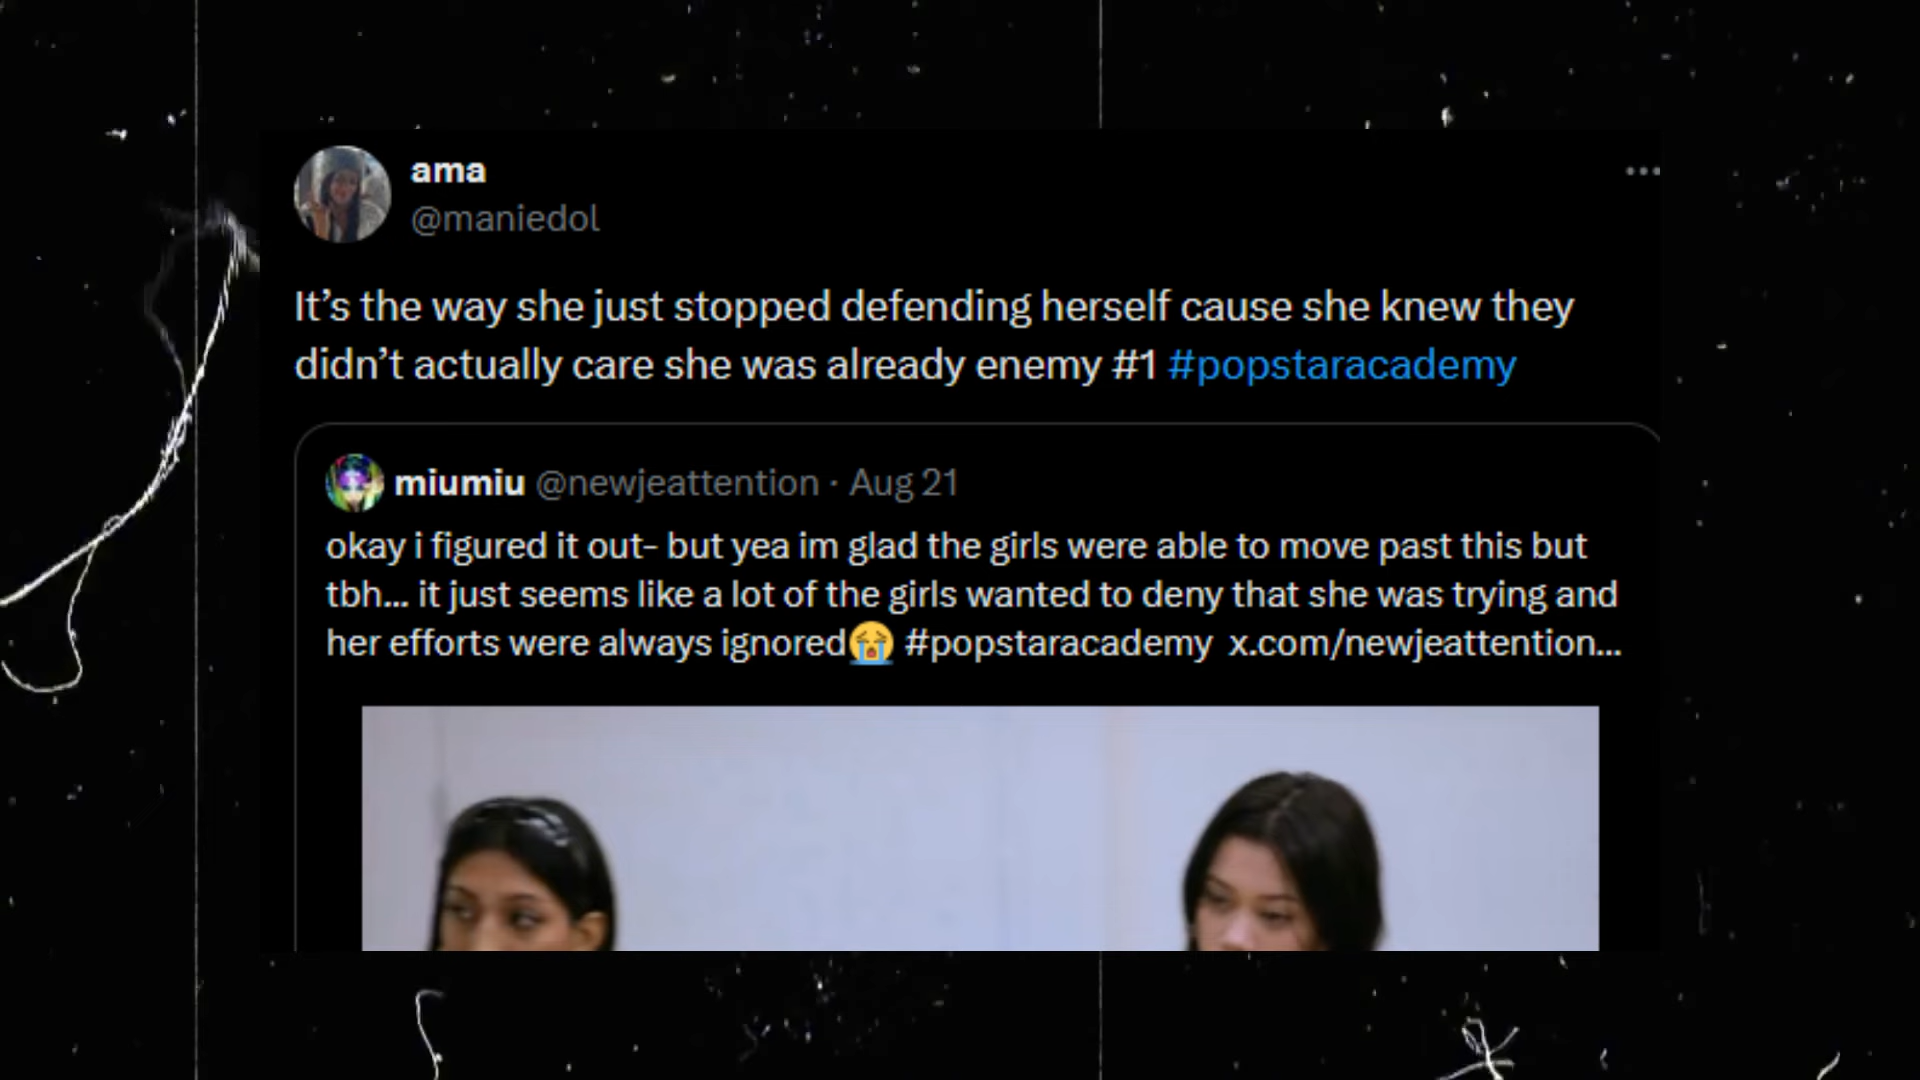 ama
@maniedol
It’s the way she just stopped defending herself cause she knew they
didn’t actually care she was already enemy #1 #popstaracademy
miumiu @newjeattention · Aug 21
okay i figured it out- but yea im glad the girls were able to move past this but
tbh... it just seems like a lot of the girls wanted to deny that she was trying and
her efforts were always ignored😭 #popstaracademy x.com/newjeattention...